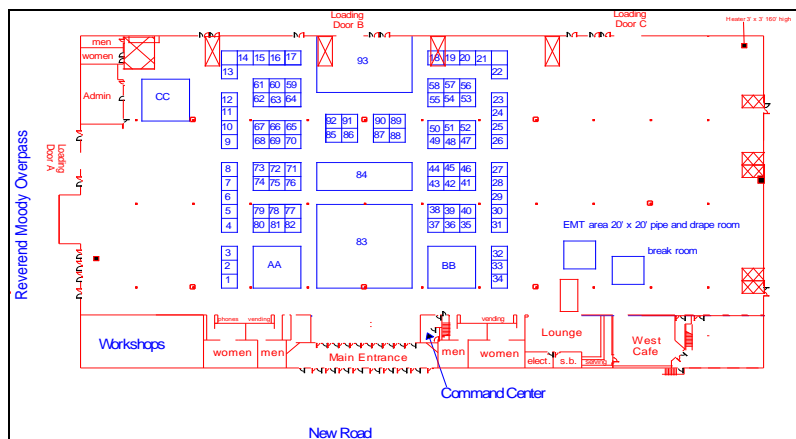 Loading
Door B
Loading
Door C
Heater 3' x 3' 160' high
men
women
Admin
CC
Loading
Door A
Reverend Moody Overpass
14 15 16 17
13
93
18 19 20 21
22
61 60 59
62 63 64
58 57 56
55 54 53
12
11
10
9
92 91
85 86
90 89
87 88
23
24
25
26
67 66 65
68 69 70
50 51 52
49 48 47
8
7
6
5
4
73 72 71
74 75 76
84
44 45 46
43 42 41
27
28
29
30
31
79 78 77
80 81 82
83
38 39 40
37 36 35
EMT area 20' x 20' pipe and drape room
break room
3
2
1
AA
BB
32
33
34
phones vending
vending
Workshops
women
men
:
Main Entrance
men
women
Lounge
elect.
s.b.
serving
West
Cafe
Command Center
New Road